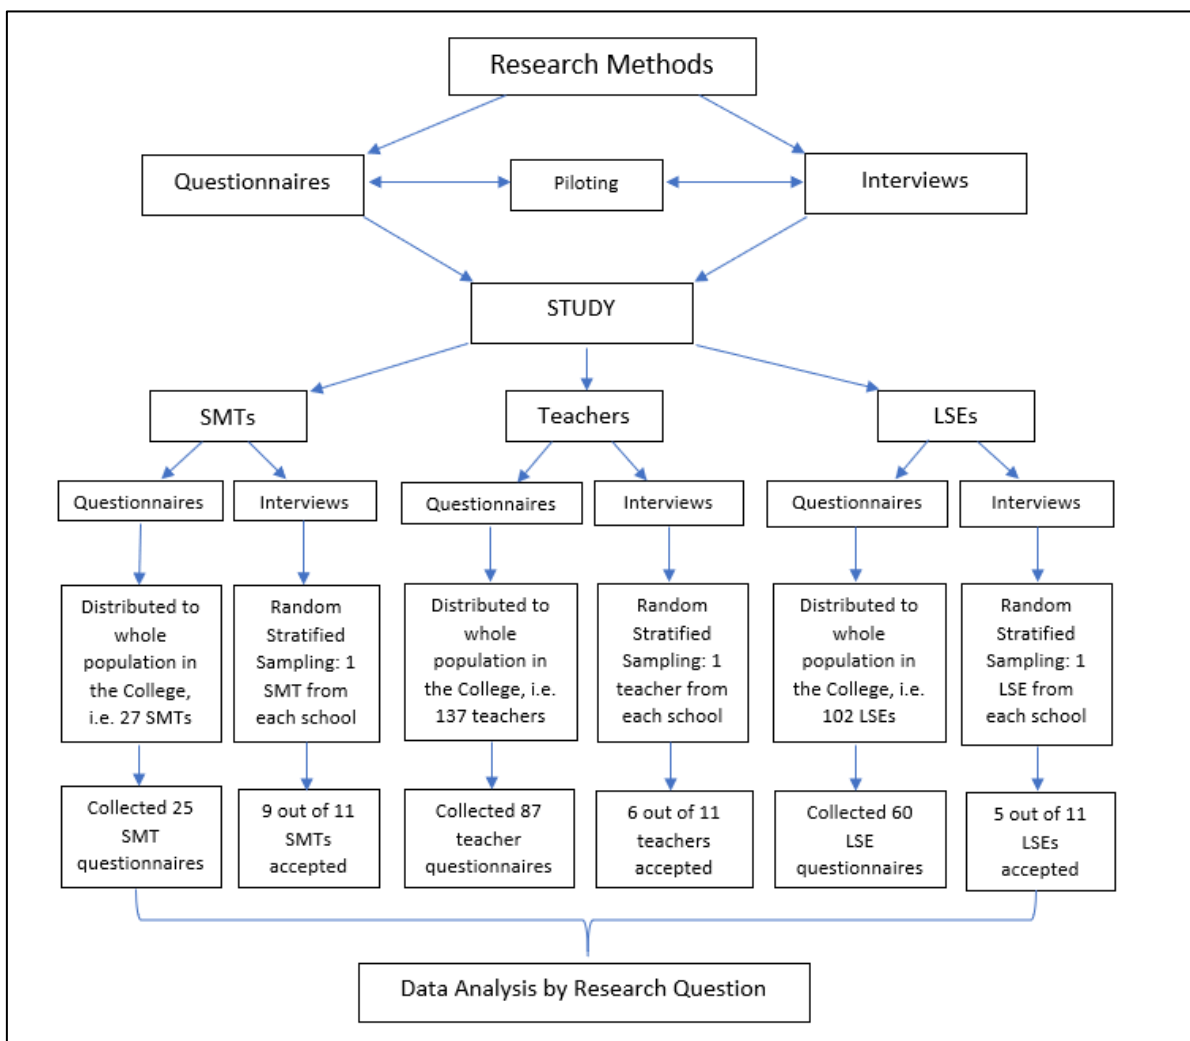 Research Methods
Questionnaires
Piloting
Interviews
STUDY
SMTs
Teachers
LSEs
Questionnaires
Interviews
Questionnaires
Interviews
Questionnaires
Interviews
Distributed to
whole
population in
the College,
i.e. 27 SMTs
Random
Stratified
Sampling: 1
SMT from
each school
Distributed to
whole
population in
the College, i.e.
137 teachers
Random
Stratified
Sampling: 1
teacher from
each school
Distributed to
whole
population in
the College, i.e.
102 LSEs
Random
Stratified
Sampling: 1
LSE from
each school
Collected 25
SMT
questionnaires
9 out of 11
SMTs
accepted
Collected 87
teacher
questionnaires
6 out of 11
teachers
accepted
Collected 60
LSE
questionnaires
5 out of 11
LSEs
accepted
Data Analysis by Research Question